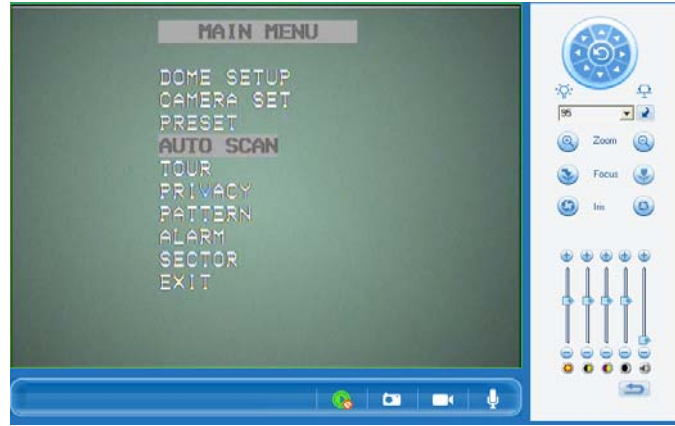 MAIN MENU
DOME SETUP
CAMERA SET
PRESET
AUTO SCAN
TOUR
PRIVACY
PATTERN
ALARM
SECTOR
EXIT
95
Zoom
Focus
Iris